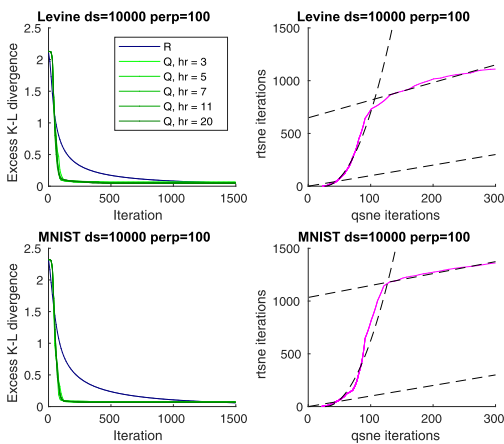 Levine ds=10000 perp=100
Excess K-L divergence
2.5
2
1.5
1
0.5
0
R
Q, hr = 3
Q, hr = 5
Q, hr = 7
Q, hr = 11
Q, hr = 20
0 500 1000 1500
Iteration
Levine ds=10000 perp=100
rtsne iterations
1500
1000
500
0
0 100 200 300
qsne iterations
MNIST ds=10000 perp=100
Excess K-L divergence
2.5
2
1.5
1
0.5
0
0 500 1000 1500
Iteration
MNIST ds=10000 perp=100
rtsne iterations
1500
1000
500
0
0 100 200 300
qsne iterations